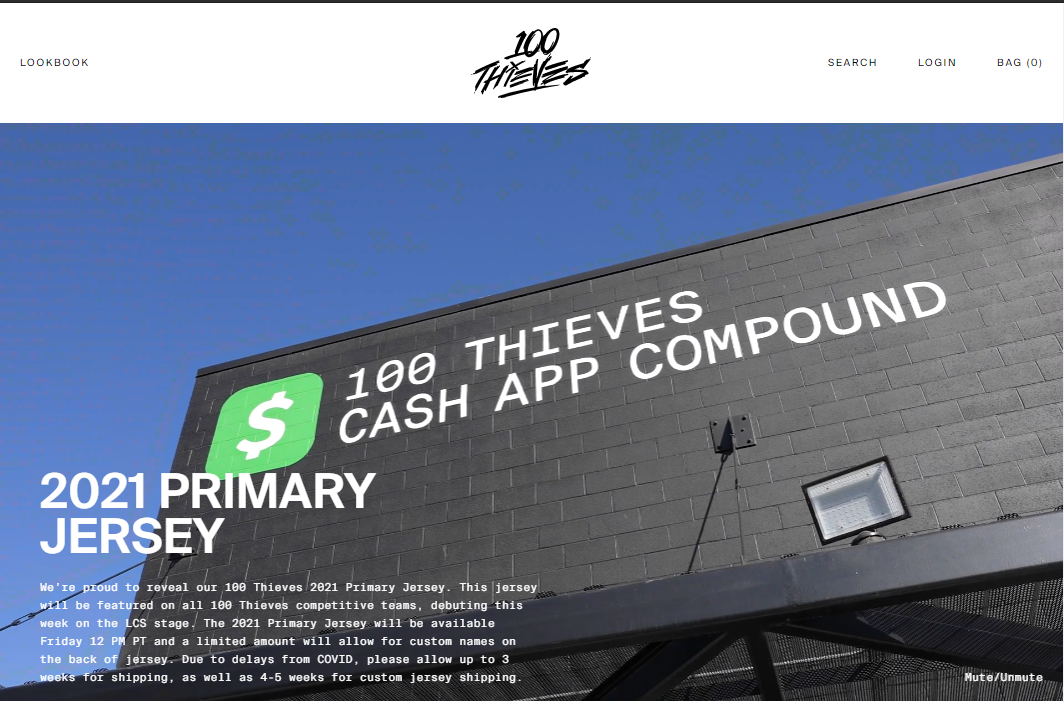 LOOKBOOK
100
THIEVES
SEARCH
LOGIN
BAG (0)
100 THIEVES
CASH APP COMPOUND
$
2021 PRIMARY
JERSEY
We're proud to reveal our 100 Thieves 2021 Primary Jersey. This jersey
will be featured on all 100 Thieves competitive teams, debuting this
week on the LCS stage. The 2021 Primary Jersey will be available
Friday 12 PM PT and a limited amount will allow for custom names on
the back of jersey. Due to delays from COVID, please allow up to 3
weeks for shipping, as well as 4-5 weeks for custom jersey shipping.
Mute/Unmute